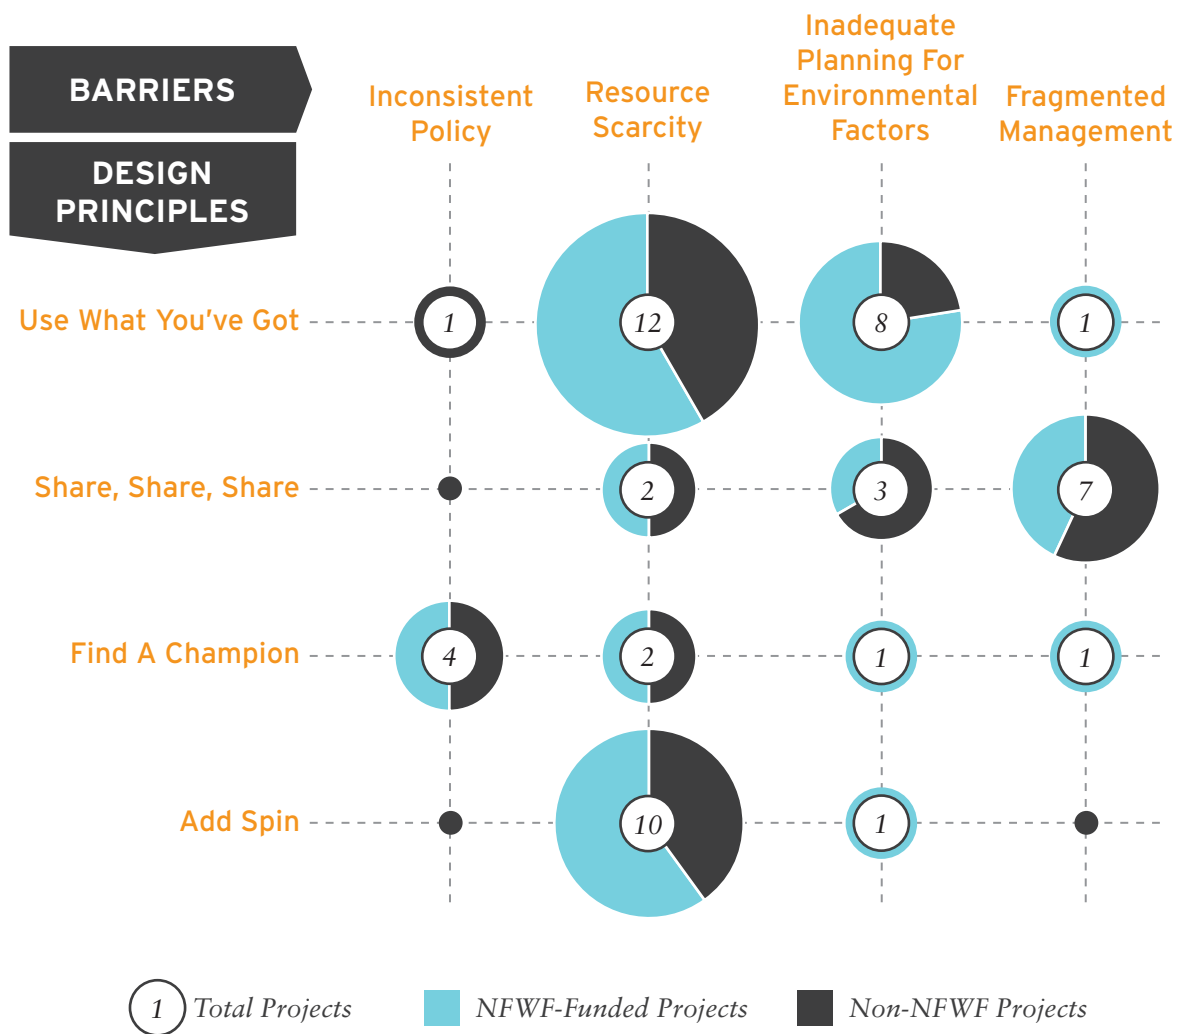 BARRIERS
DESIGN
PRINCIPLES
Inconsistent
Policy
Resource
Scarcity
Inadequate
Planning For
Environmental
Factors
Fragmented
Management
Use What You've Got
1
12
8
1
Share, Share, Share
2
3
7
Find A Champion
4
2
1
1
Add Spin
10
1
1 Total Projects
NFWF-Funded Projects
Non-NFWF Projects